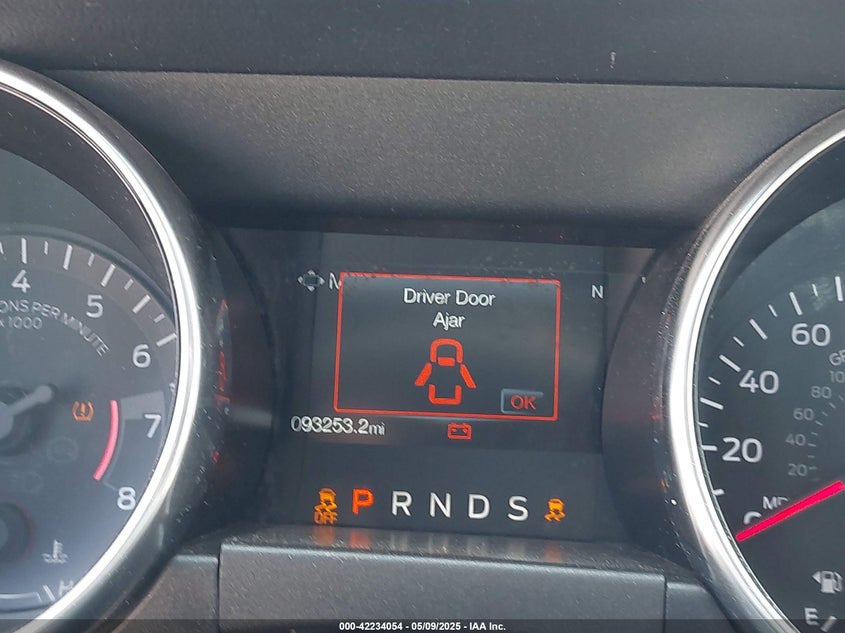 M
N
Driver Door
Ajar
OK
093253.2mi
OFF P R N D S
4
5
6
7
8
ONS PER MINUTE
x 1000
H
60
40
20
80
60
40
20
E
000-42234054 - 05/09/2025 - IAA Inc.